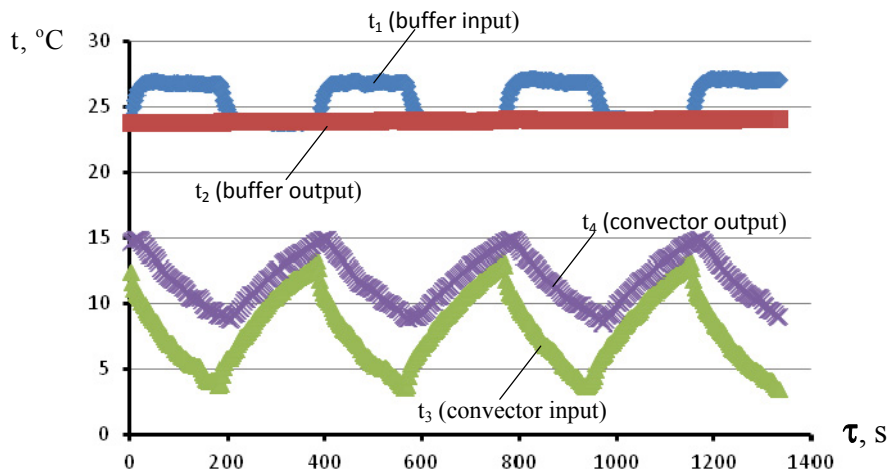 t, °C
t₁ (buffer input)
30
25
20
15
10
5
0
t₂ (buffer output)
t₄ (convector output)
t₃ (convector input)
0 200 400 600 800 1000 1200 1400
τ, s